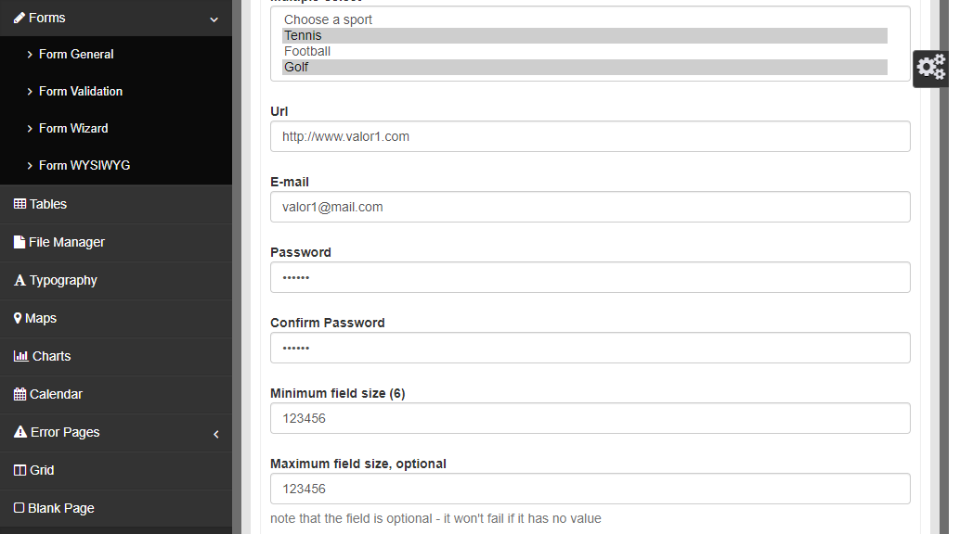 Forms
Form General
Form Validation
Form Wizard
Form WYSIWYG
Tables
File Manager
Typography
Maps
Charts
Calendar
Error Pages
Grid
Blank Page
Choose a sport
Tennis
Football
Golf
Url
http://www.valor1.com
E-mail
valor1@mail.com
Password
••••••
Confirm Password
••••••
Minimum field size (6)
123456
Maximum field size, optional
123456
note that the field is optional - it won't fail if it has no value